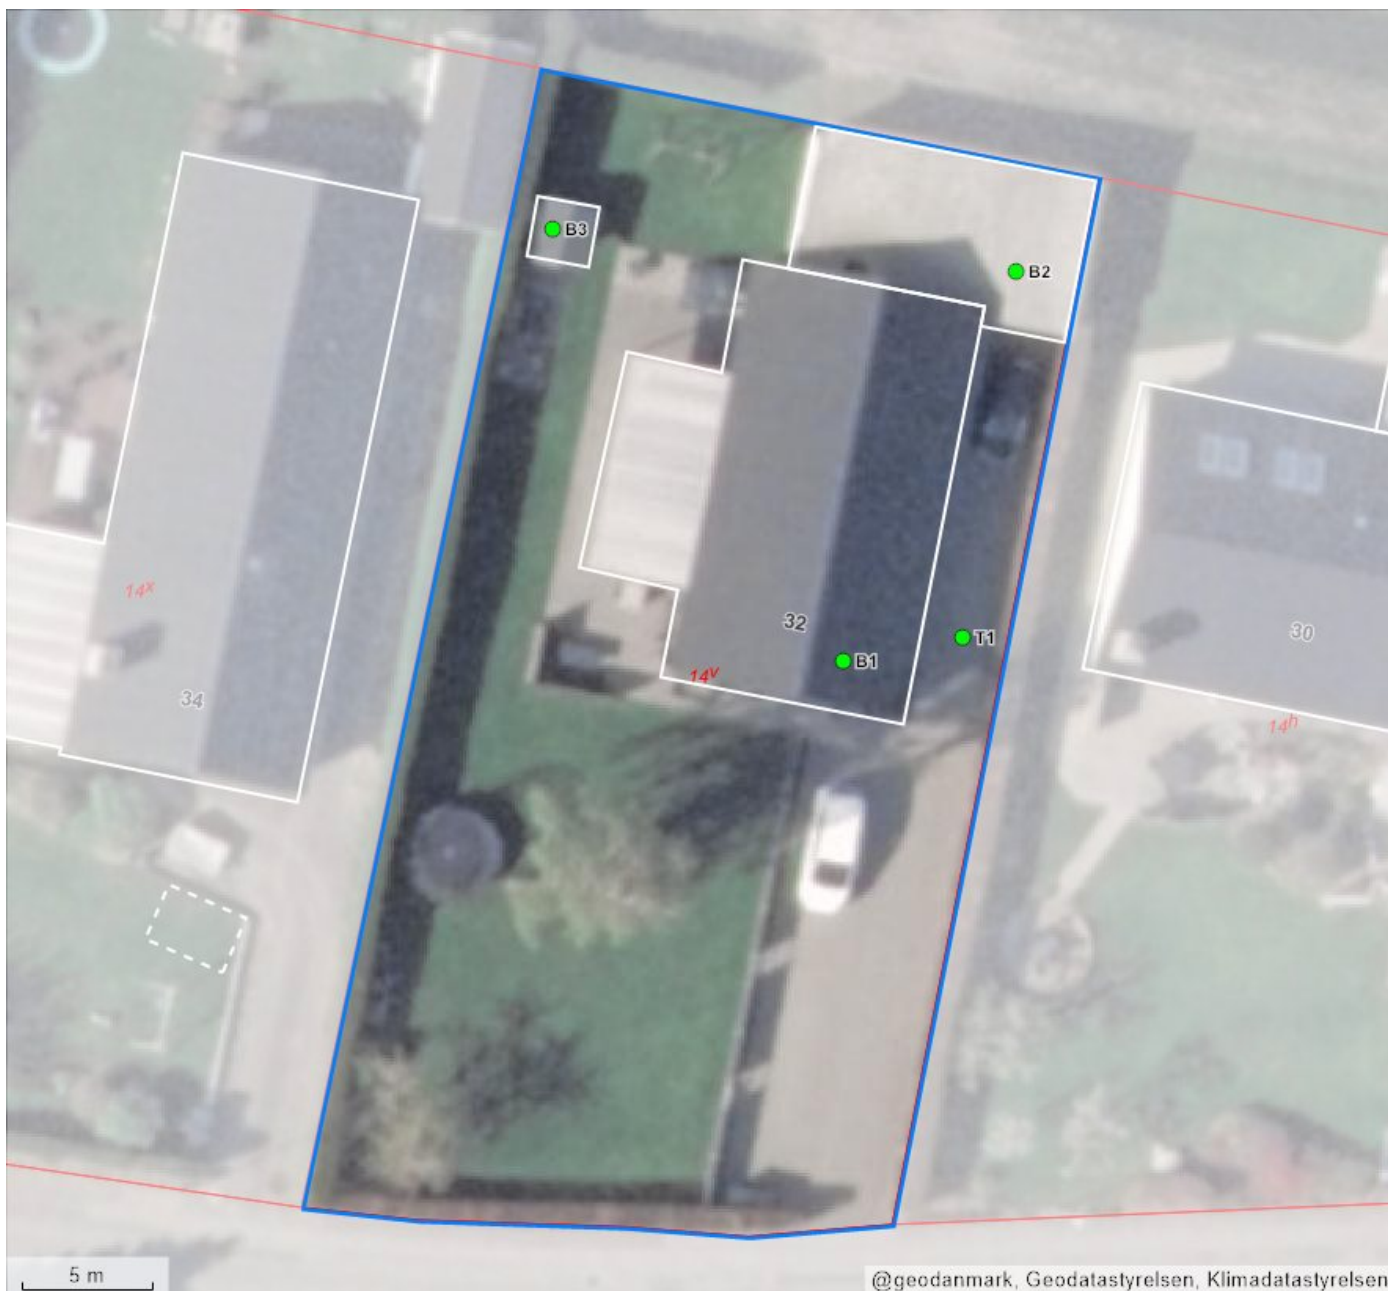 B3
B2
14x
32
T1
30
B1
14v
34
14h
5 m
@geodanmark, Geodatastyrelsen, Klimadatastyrelsen